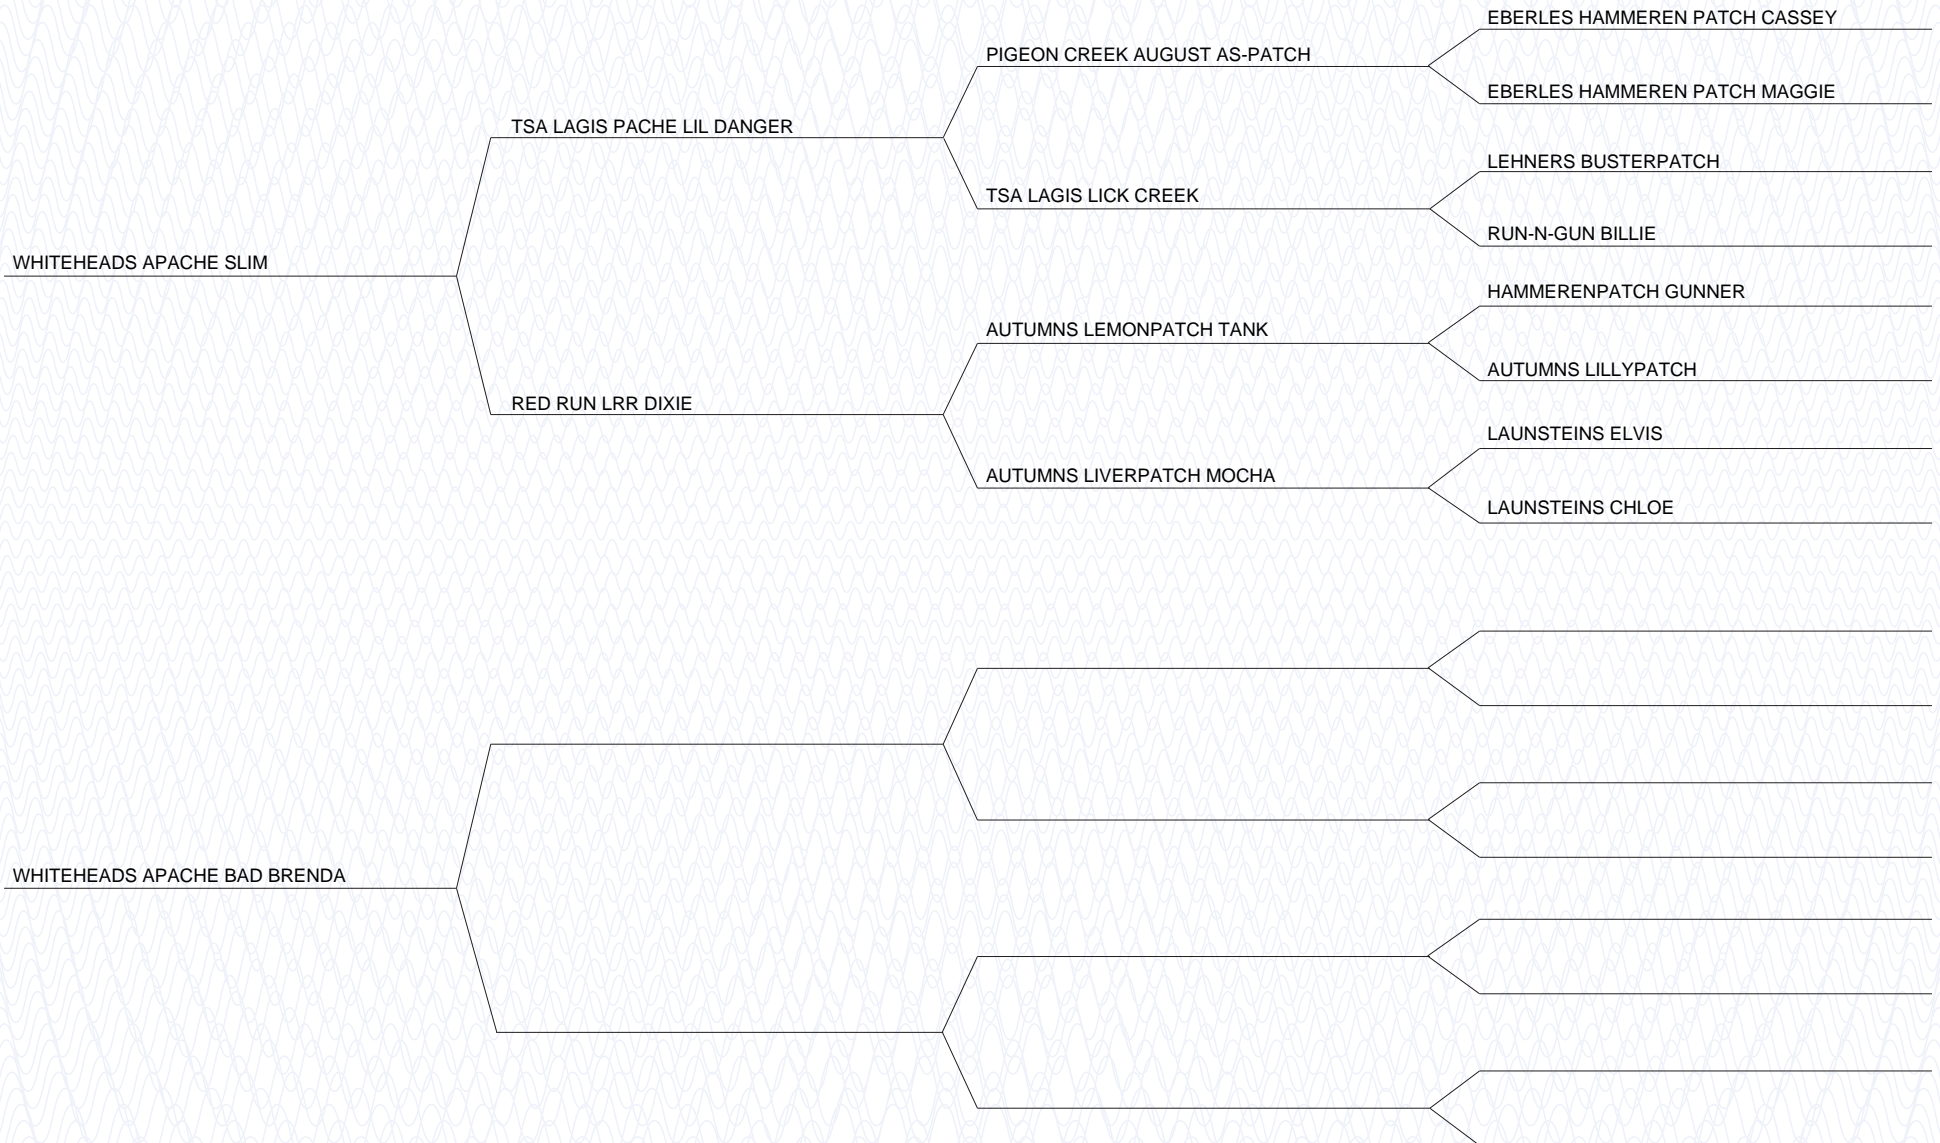 EBERLES HAMMEREN PATCH CASSEY
PIGEON CREEK AUGUST AS-PATCH
EBERLES HAMMEREN PATCH MAGGIE
TSA LAGIS PACHE LIL DANGER
LEHNERS BUSTERPATCH
TSA LAGIS LICK CREEK
RUN-N-GUN BILLIE
WHITEHEADS APACHE SLIM
HAMMERENPATCH GUNNER
AUTUMNS LEMONPATCH TANK
AUTUMNS LILLYPATCH
RED RUN LRR DIXIE
LAUNSTEINS ELVIS
AUTUMNS LIVERPATCH MOCHA
LAUNSTEINS CHLOE
WHITEHEADS APACHE BAD BRENDA